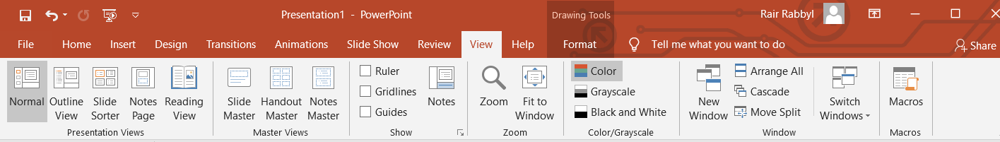 Presentation1 - PowerPoint
Drawing Tools
Rair Rabbyl
File Home Insert Design Transitions Animations Slide Show Review View Help Format Tell me what you want to do Share
Normal
Outline
View
Slide
Sorter
Notes
Page
Reading
View
Presentation Views
Slide
Master
Handout
Master
Notes
Master
Master Views
Ruler
Gridlines
Guides
Notes
Show
Zoom
Fit to
Window
Zoom
Color
Grayscale
Black and White
Color/Grayscale
New
Window
Arrange All
Cascade
Move Split
Switch
Windows
Window
Macros
Macros